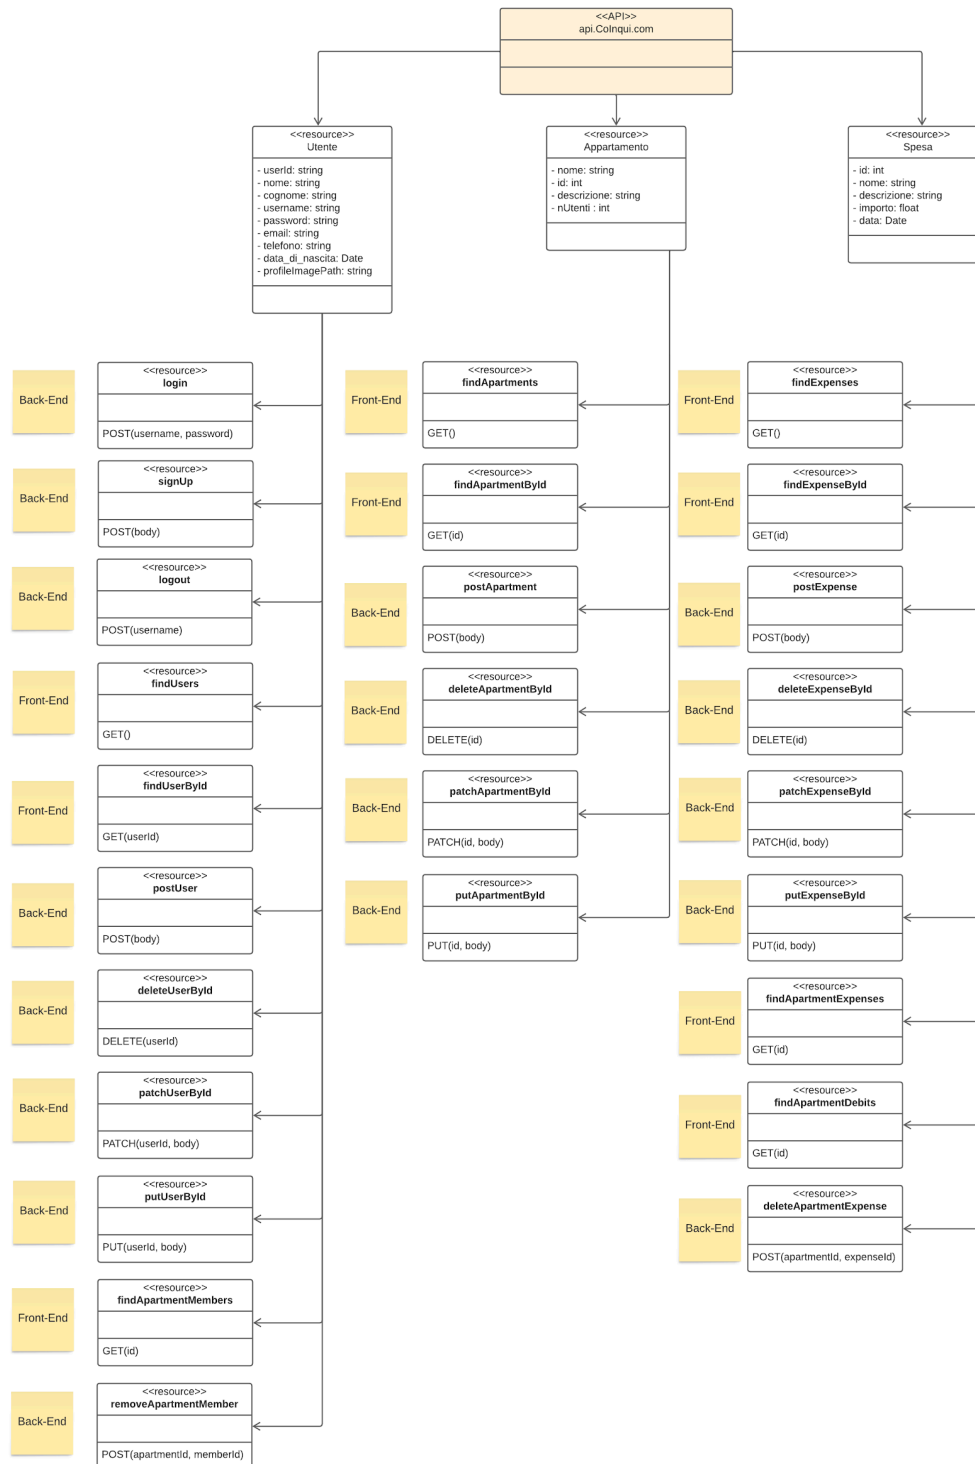 <<API>>
api.CoInqui.com
<<resource>>
Utente
- userId: string
- nome: string
- cognome: string
- username: string
- password: string
- email: string
- telefono: string
- data_di_nascita: Date
- profileImagePath: string
<<resource>>
Appartamento
- nome: string
- id: int
- descrizione: string
- nUtenti : int
<<resource>>
Spesa
- id: int
- nome: string
- descrizione: string
- importo: float
- data: Date
Back-End
<<resource>>
login
POST(username, password)
Back-End
<<resource>>
signUp
POST(body)
Back-End
<<resource>>
logout
POST(username)
Front-End
<<resource>>
findUsers
GET()
Front-End
<<resource>>
findUserById
GET(userId)
Back-End
<<resource>>
postUser
POST(body)
Back-End
<<resource>>
deleteUserById
DELETE(userId)
Back-End
<<resource>>
patchUserById
PATCH(userId, body)
Back-End
<<resource>>
putUserById
PUT(userId, body)
Front-End
<<resource>>
findApartmentMembers
GET(id)
Back-End
<<resource>>
removeApartmentMember
POST(apartmentId, memberId)
Front-End
<<resource>>
findApartments
GET()
Front-End
<<resource>>
findApartmentById
GET(id)
Back-End
<<resource>>
postApartment
POST(body)
Back-End
<<resource>>
deleteApartmentById
DELETE(id)
Back-End
<<resource>>
patchApartmentById
PATCH(id, body)
Back-End
<<resource>>
putApartmentById
PUT(id, body)
Front-End
<<resource>>
findExpenses
GET()
Front-End
<<resource>>
findExpenseById
GET(id)
Back-End
<<resource>>
postExpense
POST(body)
Back-End
<<resource>>
deleteExpenseById
DELETE(id)
Back-End
<<resource>>
patchExpenseById
PATCH(id, body)
Back-End
<<resource>>
putExpenseById
PUT(id, body)
Front-End
<<resource>>
findApartmentExpenses
GET(id)
Front-End
<<resource>>
findApartmentDebits
GET(id)
Back-End
<<resource>>
deleteApartmentExpense
POST(apartmentId, expenseId)